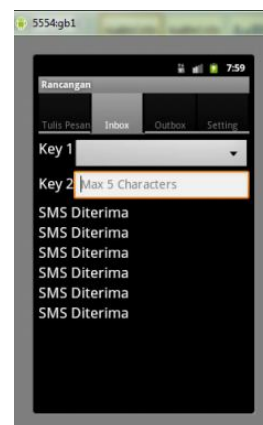 5554:gb1
7:59
Rancangan
Tulis Pesan Inbox Outbox Setting
Key 1
Key 2 Max 5 Characters
SMS Diterima
SMS Diterima
SMS Diterima
SMS Diterima
SMS Diterima
SMS Diterima